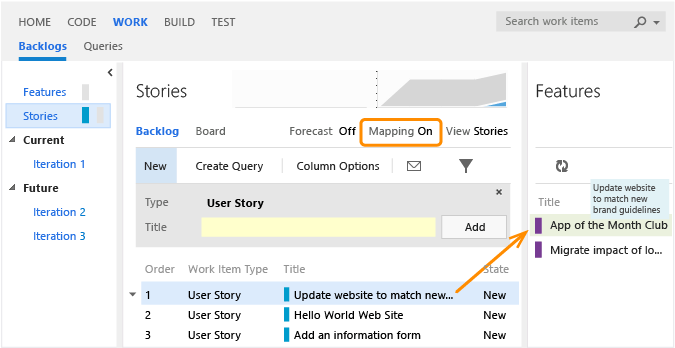 HOME CODE WORK BUILD TEST
Search work items
Backlogs Queries
Features
Stories
Current
Iteration 1
Future
Iteration 2
Iteration 3
Stories
Backlog Board Forecast Off Mapping On View Stories
New Create Query Column Options
Type User Story
Title Add
Order Work Item Type Title State
1 User Story Update website to match new... New
2 User Story Hello World Web Site New
3 User Story Add an information form New
Features
Title
Update website
to match new
brand guidelines
App of the Month Club
Migrate impact of lo...